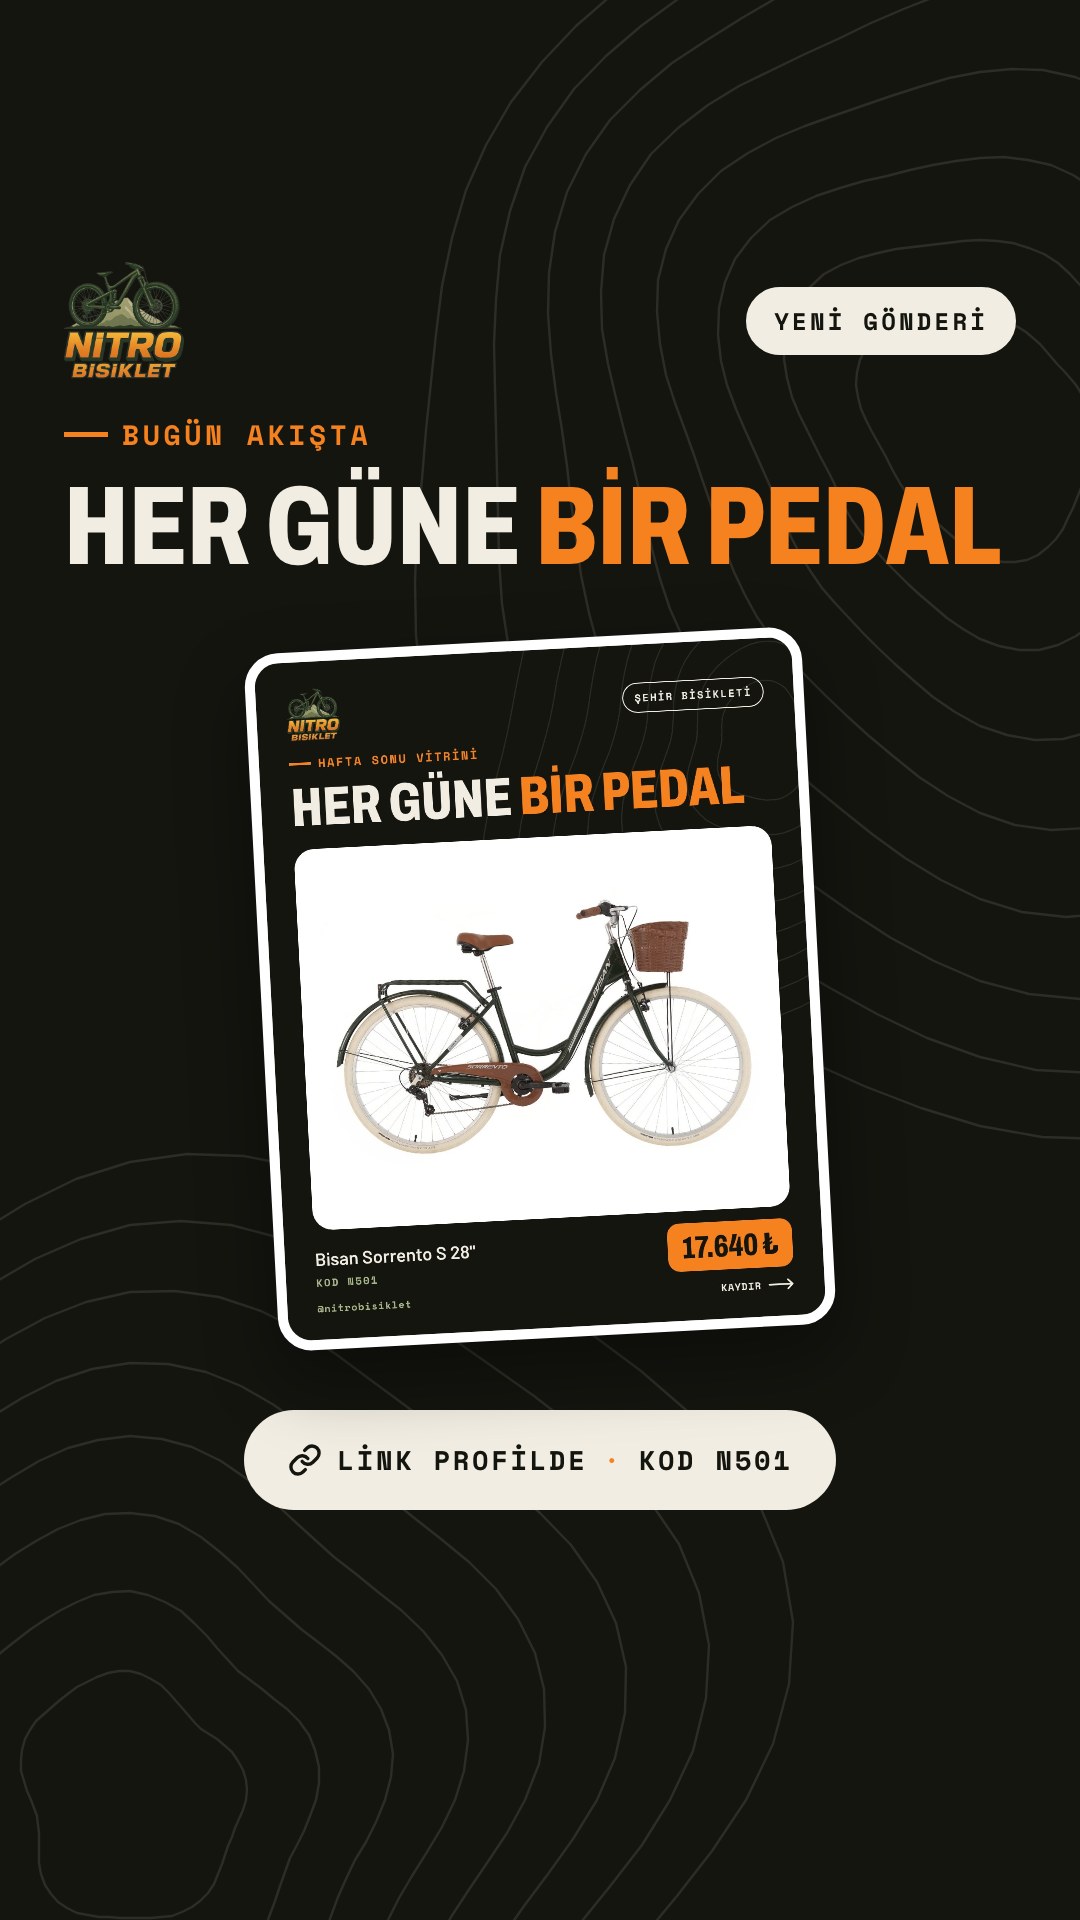 NiTRO
BiSiKLET
YENİ GÖNDERİ
BUGÜN AKIŞTA
HER GÜNE BİR PEDAL
NiTRO
BISIKLET
ŞEHİR BİSİKLETİ
HAFTA SONU VİTRİNİ
HER GÜNE BİR PEDAL
BISAN
SORRENTO
Bisan Sorrento S 28"
17.640 ₺
KOD N501
KAYDIR
@nitrobisiklet
LİNK PROFİLDE · KOD N501